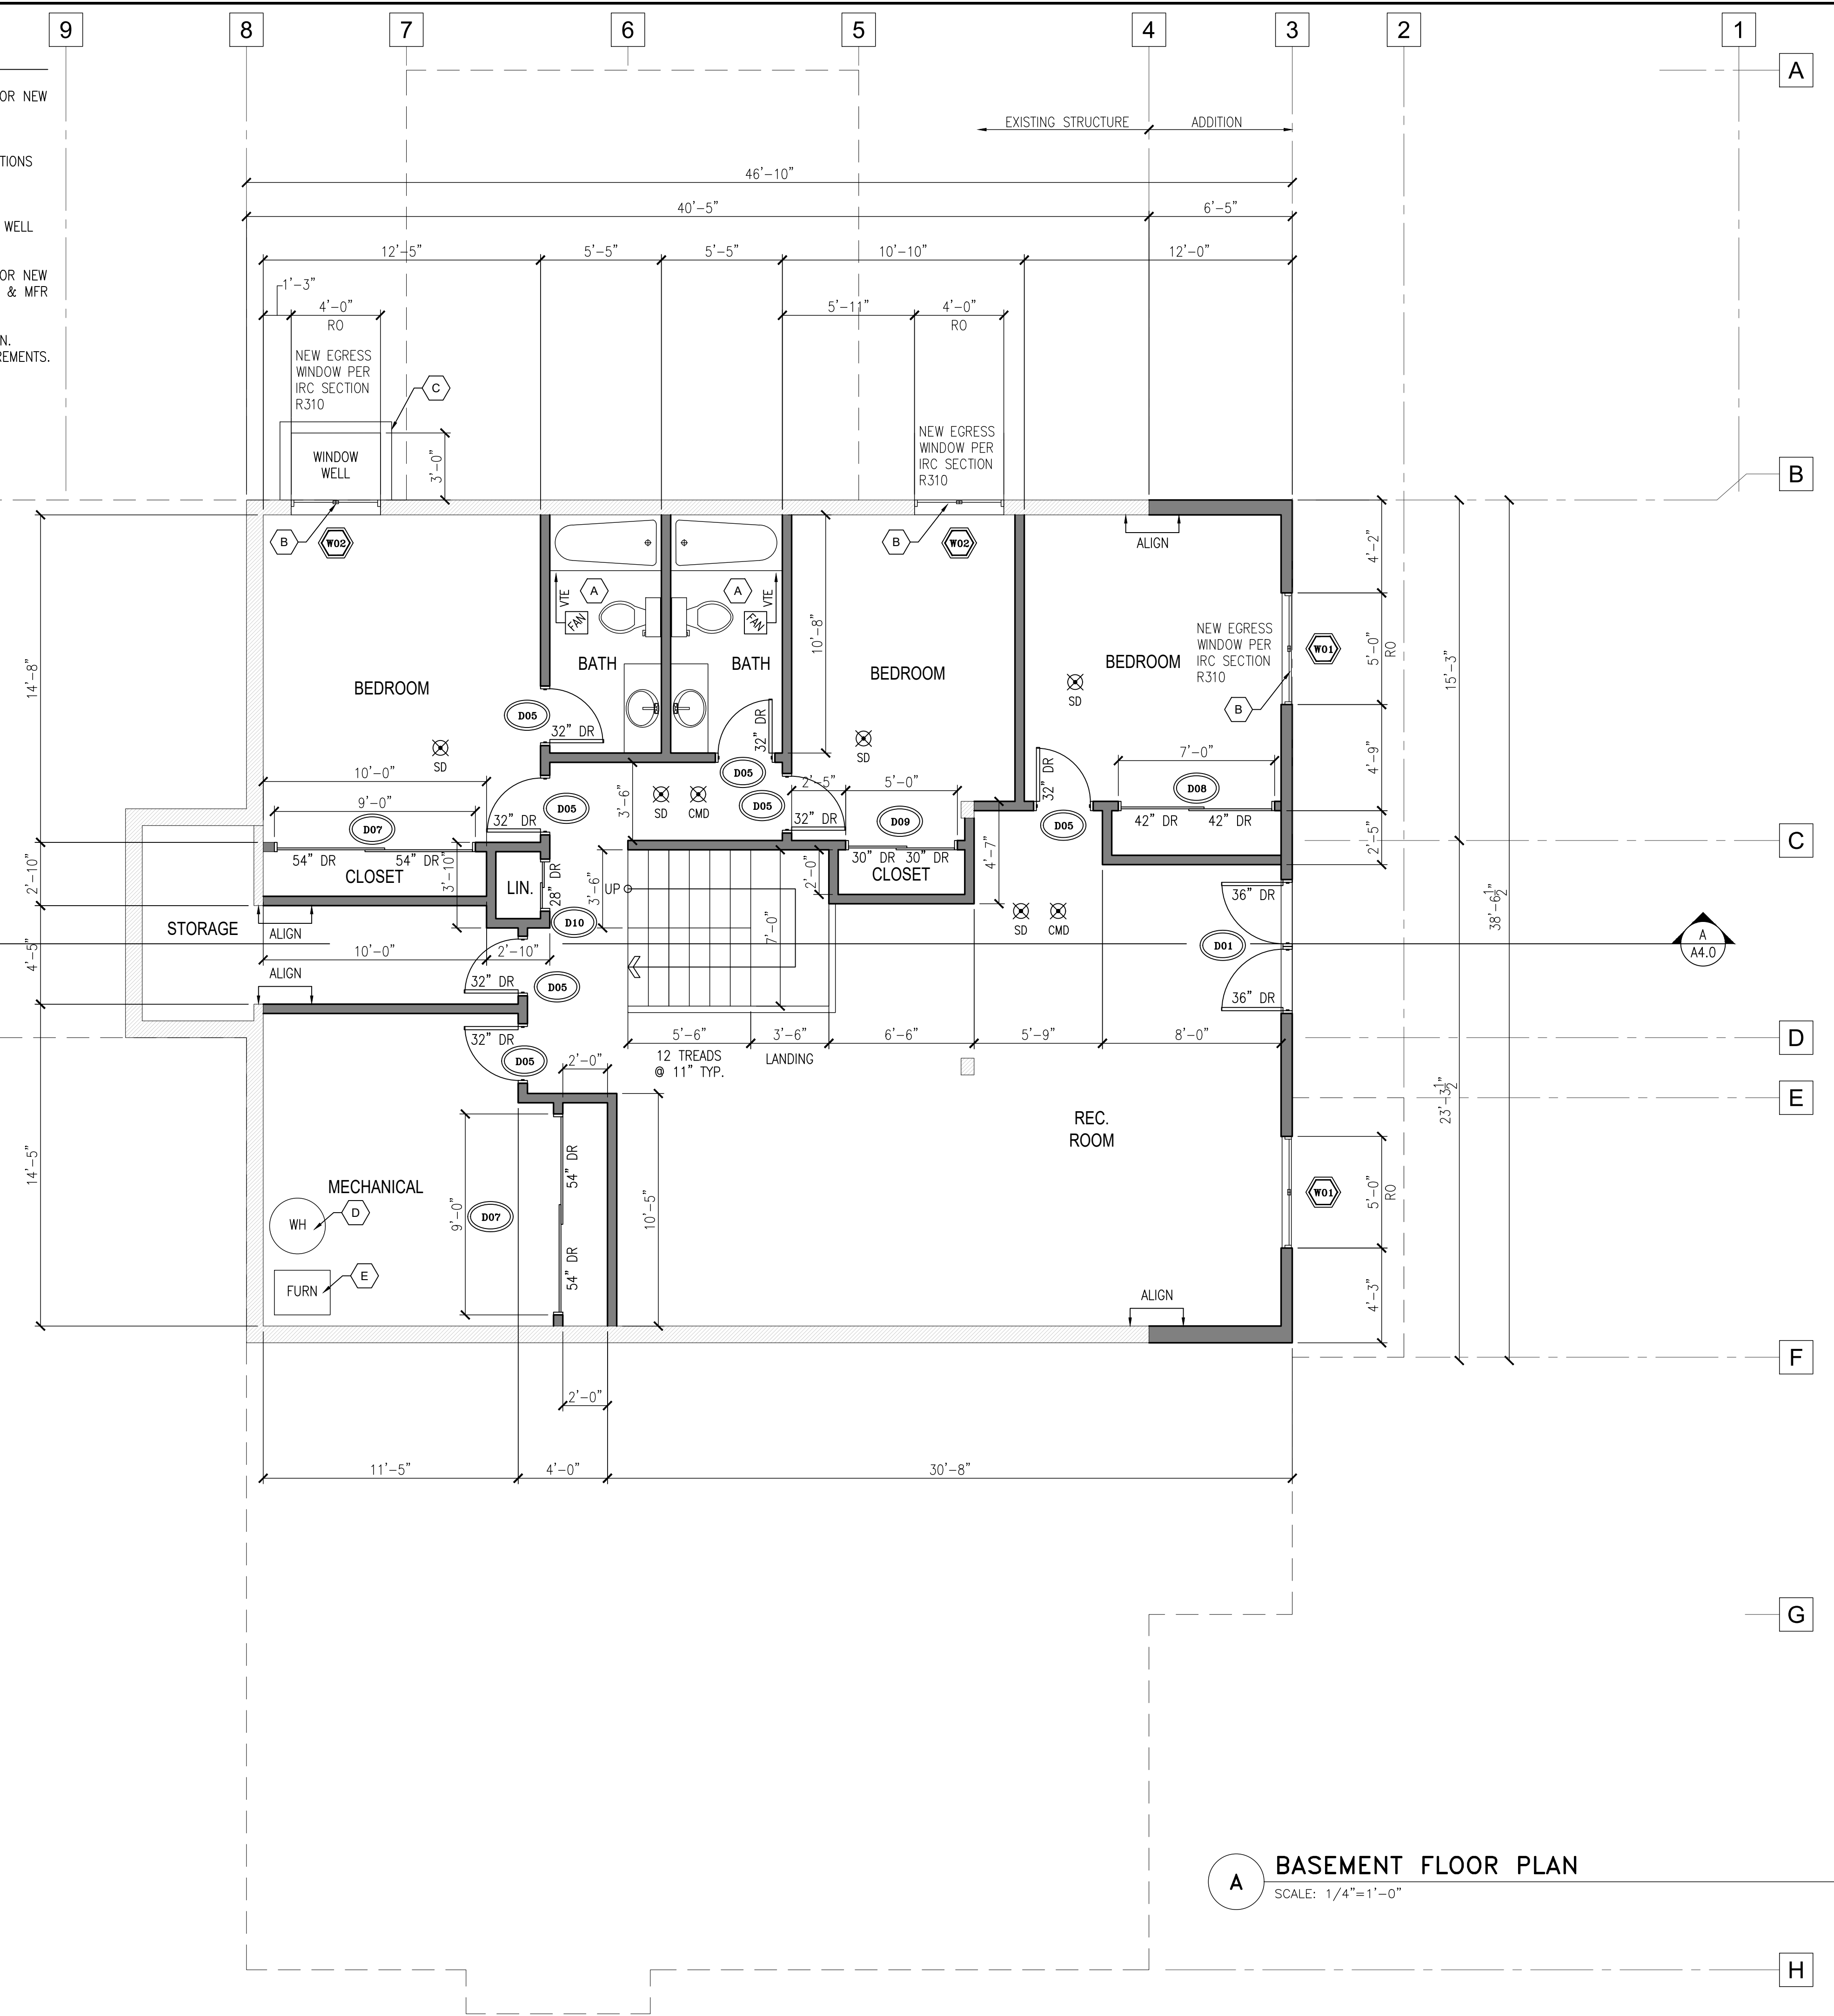 9
8
7
6
5
4
3
2
1
A
OR NEW
TIONS
WELL
OR NEW
& MFR
N.
REMENTS.
EXISTING STRUCTURE
ADDITION
46'-10"
40'-5"
6'-5"
12'-5"
5'-5"
5'-5"
10'-10"
12'-0"
1'-3"
4'-0"
RO
5'-11"
4'-0"
RO
NEW EGRESS
WINDOW PER
IRC SECTION
R310
C
WINDOW
WELL
3'-0"
NEW EGRESS
WINDOW PER
IRC SECTION
R310
B
B
W02
B
W02
ALIGN
4'-2"
A
VTE
FAN
A
VTE
FAN
BATH
BATH
10'-8"
BEDROOM
BEDROOM
BEDROOM
NEW EGRESS
WINDOW PER
IRC SECTION
R310
B
W01
5'-0"
RO
15'-3"
14'-8"
SD
D05
32" DR
32" DR
SD
SD
4'-9"
10'-0"
9'-0"
D07
D05
32" DR
3'-6"
SD
CMD
D05
D05
2'-5"
5'-0"
32" DR
D09
32" DR
D05
7'-0"
D08
42" DR
42" DR
2'-5"
C
54" DR
54" DR
CLOSET
3'-10"
2'-10"
LIN.
28" DR
D10
3'-6"
UP
7'-0"
2'-0"
30" DR
30" DR
CLOSET
4'-7"
SD
CMD
36" DR
D01
36" DR
38'-6 1/2"
A
A4.0
STORAGE
ALIGN
4'-5"
10'-0"
2'-10"
ALIGN
32" DR
D05
32" DR
D05
5'-6"
3'-6"
6'-6"
5'-9"
8'-0"
12 TREADS
@ 11" TYP.
LANDING
D
E
2'-0"
23'-3 1/2"
14'-5"
REC.
ROOM
MECHANICAL
WH
D
FURN
E
9'-0"
D07
54" DR
54" DR
10'-5"
W01
5'-0"
RO
4'-3"
ALIGN
F
2'-0"
11'-5"
4'-0"
30'-8"
G
A
BASEMENT FLOOR PLAN
SCALE: 1/4"=1'-0"
H